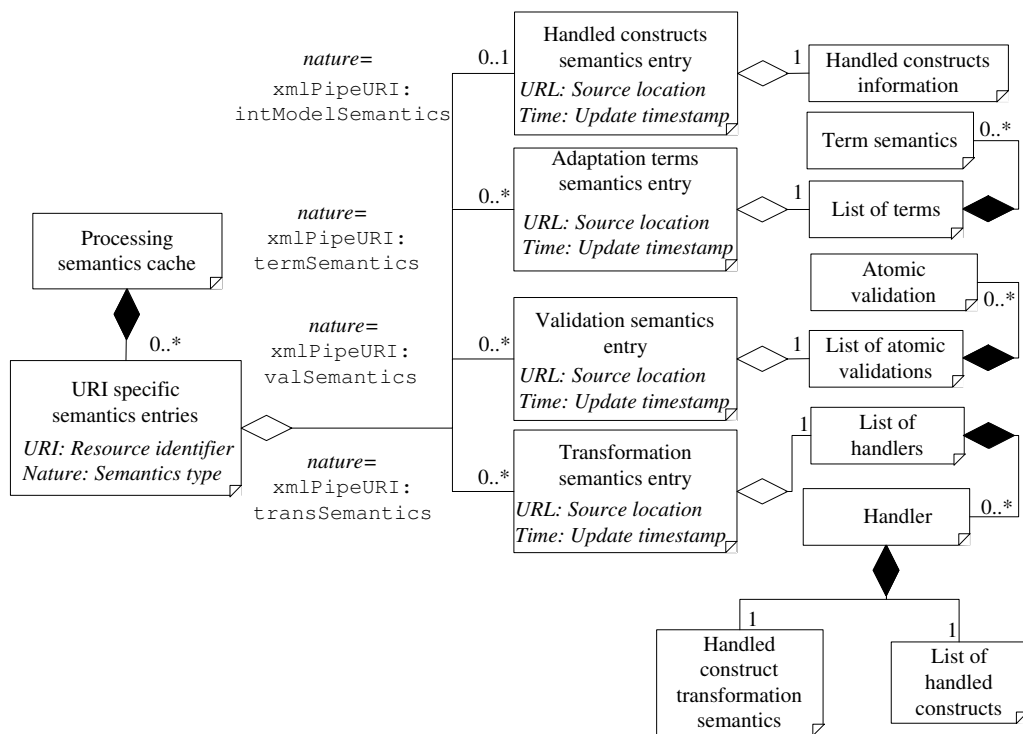 nature=
xmlPipeURI:
intModelSemantics
0..1
Handled constructs
semantics entry
URL: Source location
Time: Update timestamp
1
Handled constructs
information
Term semantics
0..*
nature=
xmlPipeURI:
termSemantics
0..*
Adaptation terms
semantics entry
URL: Source location
Time: Update timestamp
1
List of terms
Processing
semantics cache
0..*
URI specific
semantics entries
URI: Resource identifier
Nature: Semantics type
nature=
xmlPipeURI:
valSemantics
0..*
Validation semantics
entry
URL: Source location
Time: Update timestamp
1
List of atomic
validations
Atomic
validation
0..*
nature=
xmlPipeURI:
transSemantics
0..*
Transformation
semantics entry
URL: Source location
Time: Update timestamp
1
List of
handlers
Handler
0..*
1
Handled
construct
transformation
semantics
1
List of
handled
constructs